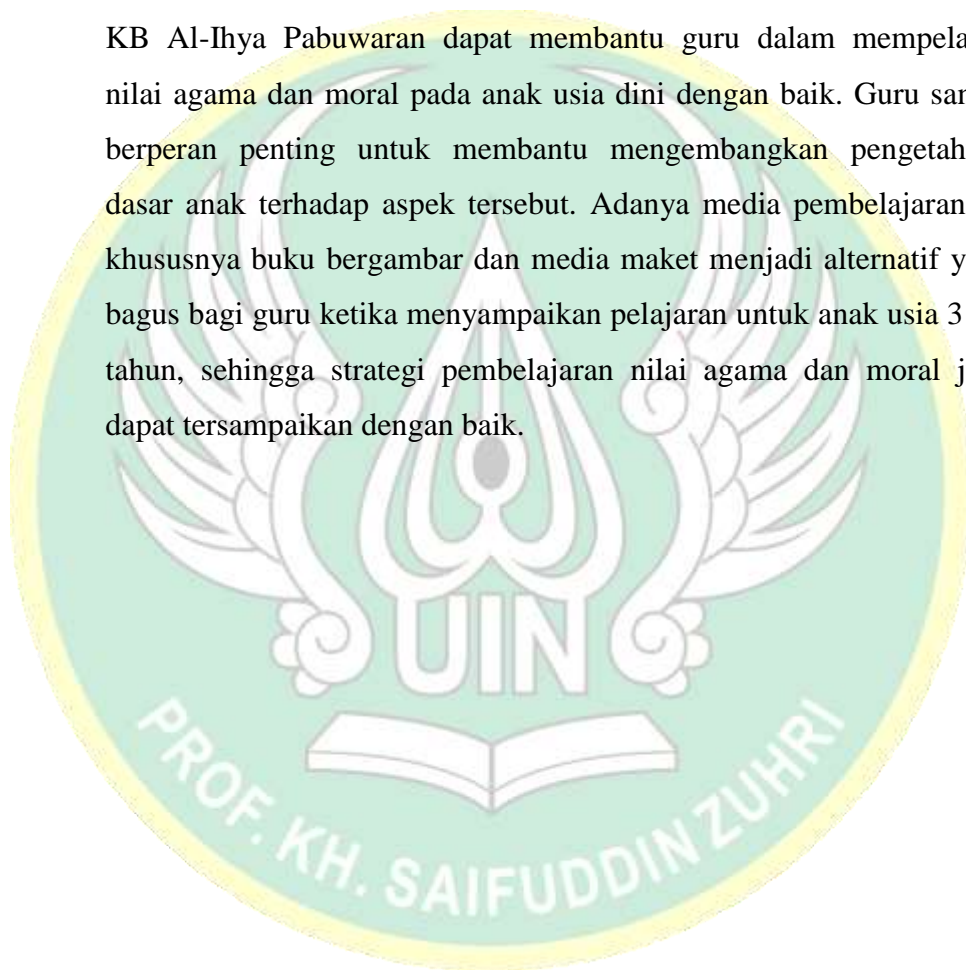 KB Al-Ihya Pabuwaran dapat membantu guru dalam mempela
nilai agama dan moral pada anak usia dini dengan baik. Guru san
berperan penting untuk membantu mengembangkan pengetah
dasar anak terhadap aspek tersebut. Adanya media pembelajaran
khususnya buku bergambar dan media maket menjadi alternatif y
bagus bagi guru ketika menyampaikan pelajaran untuk anak usia 3
tahun, sehingga strategi pembelajaran nilai agama dan moral j
dapat tersampaikan dengan baik.
UIN
PROF. KH. SAIFUDDIN ZUHRI